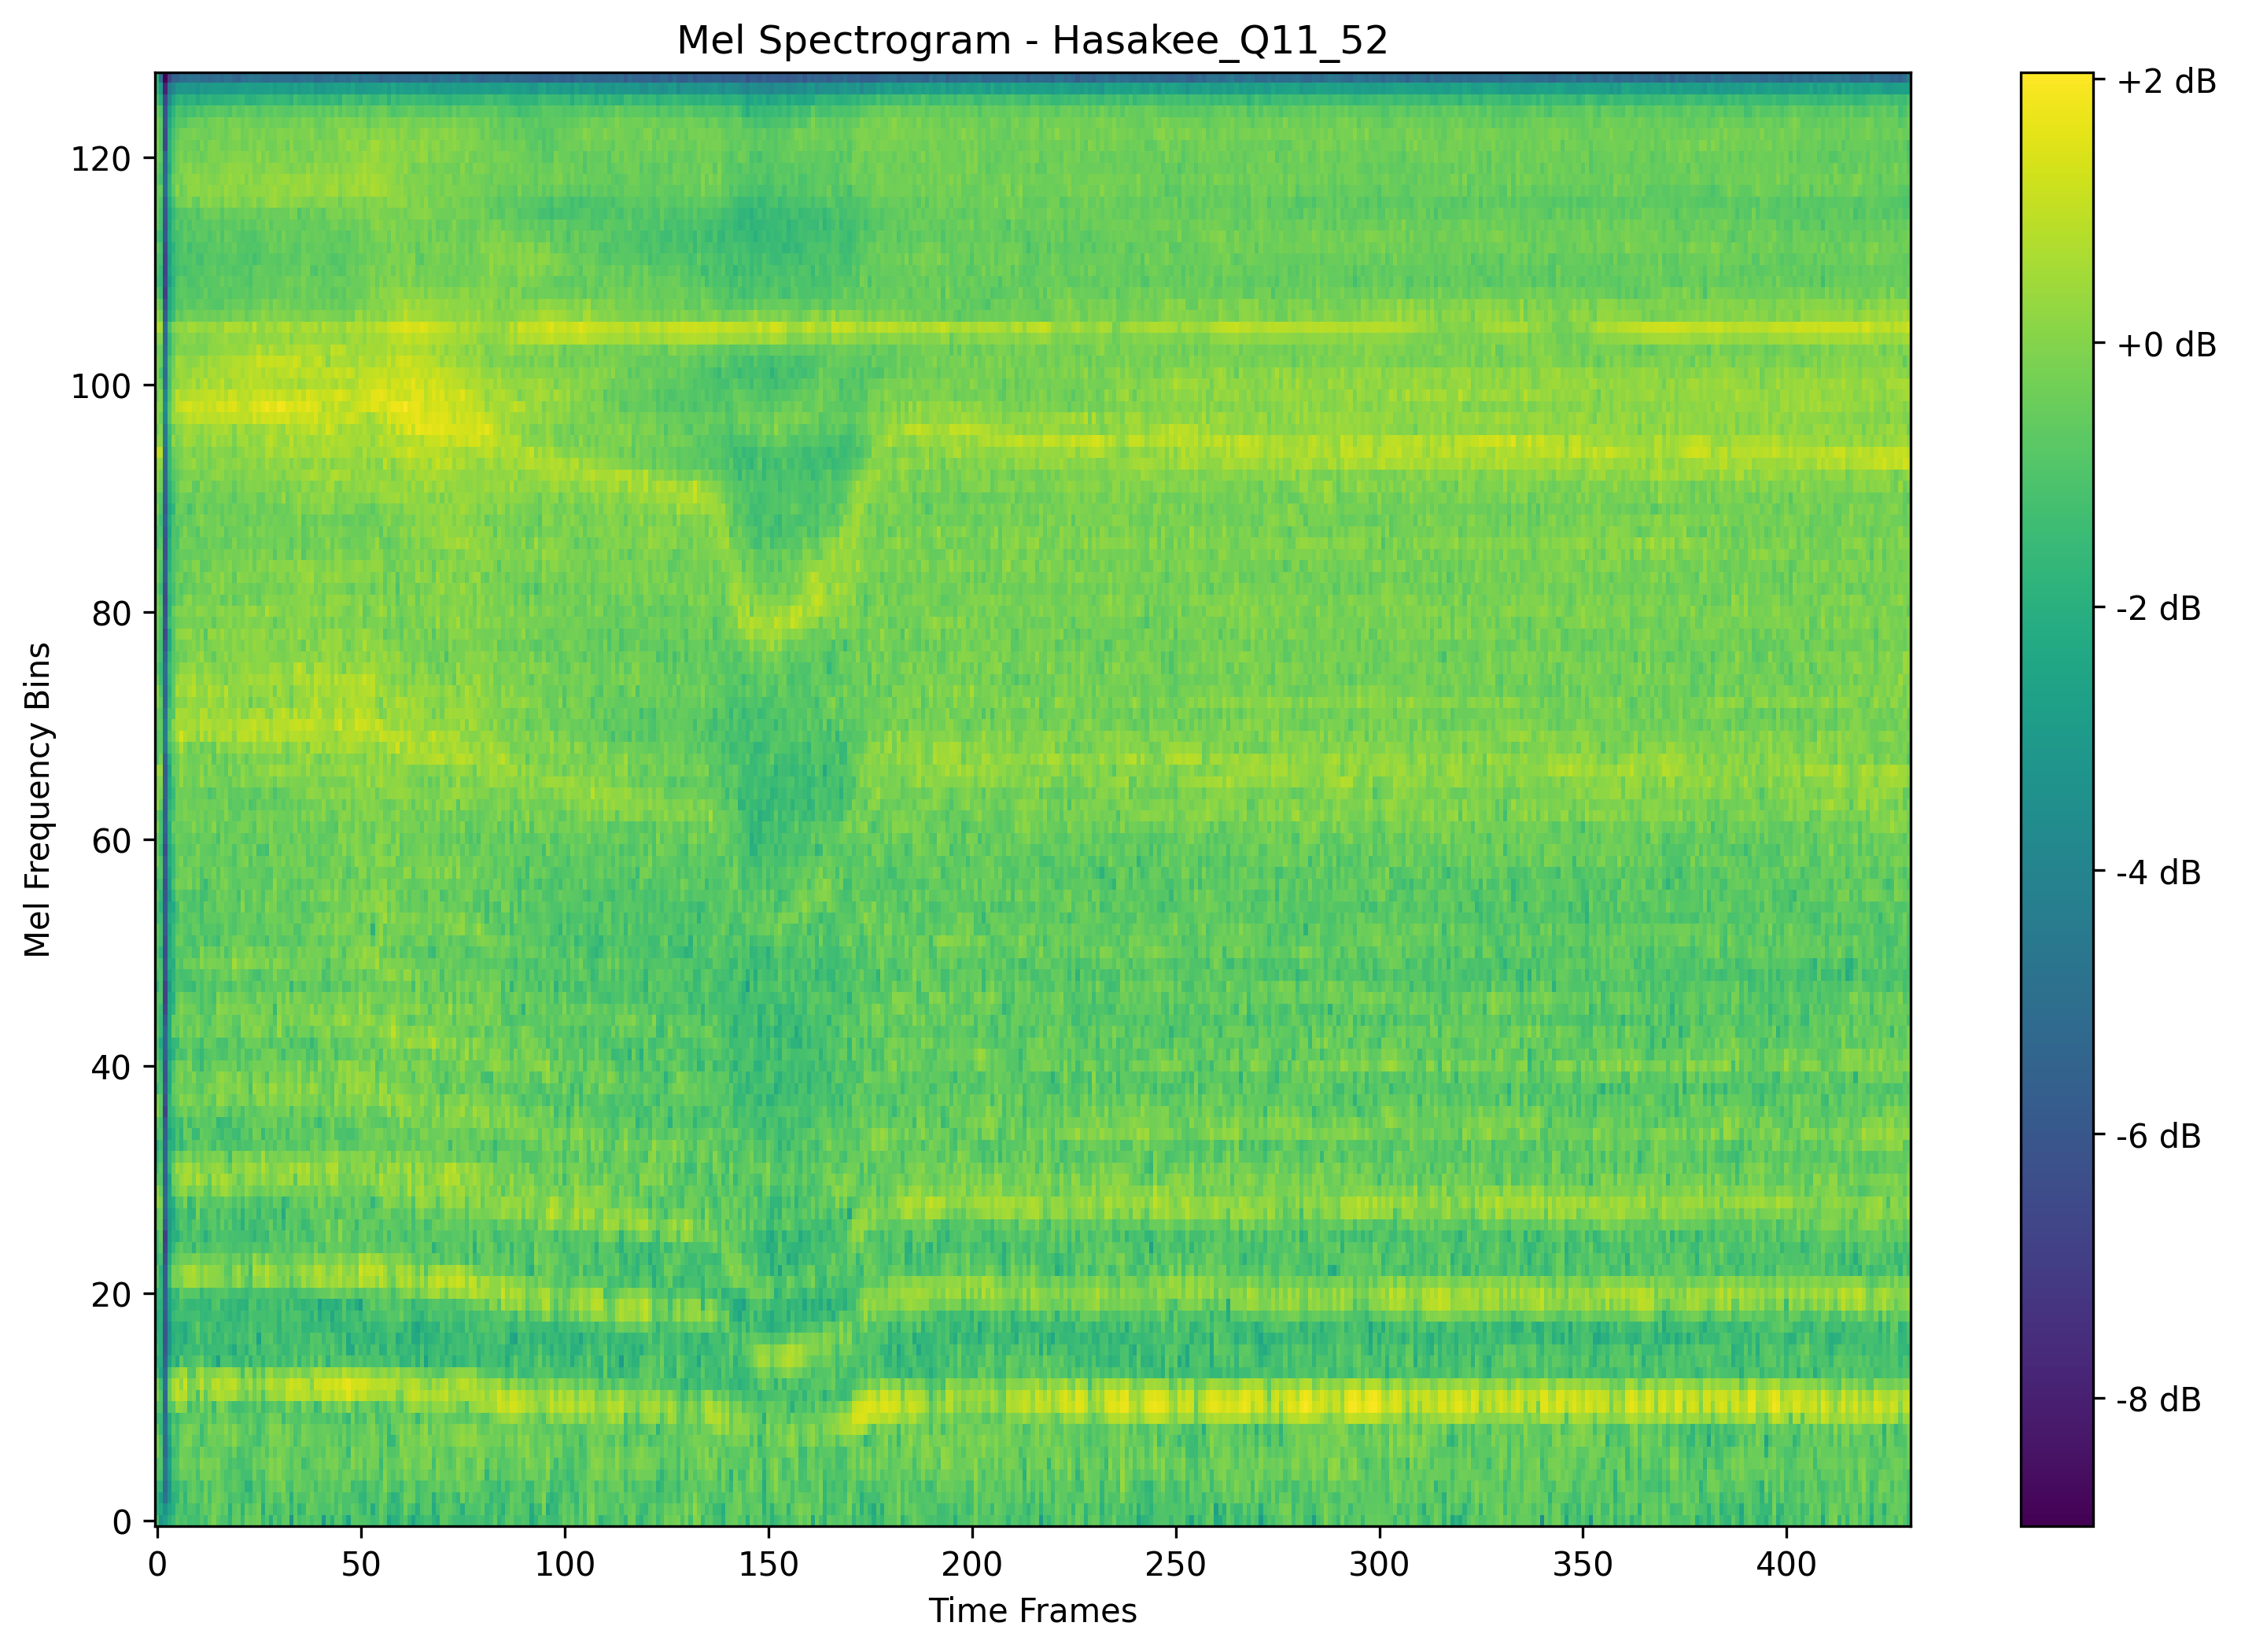 Mel Spectrogram - Hasakee_Q11_52
Mel Frequency Bins
120
100
80
60
40
20
0
0 50 100 150 200 250 300 350 400
Time Frames
+2 dB
+0 dB
-2 dB
-4 dB
-6 dB
-8 dB